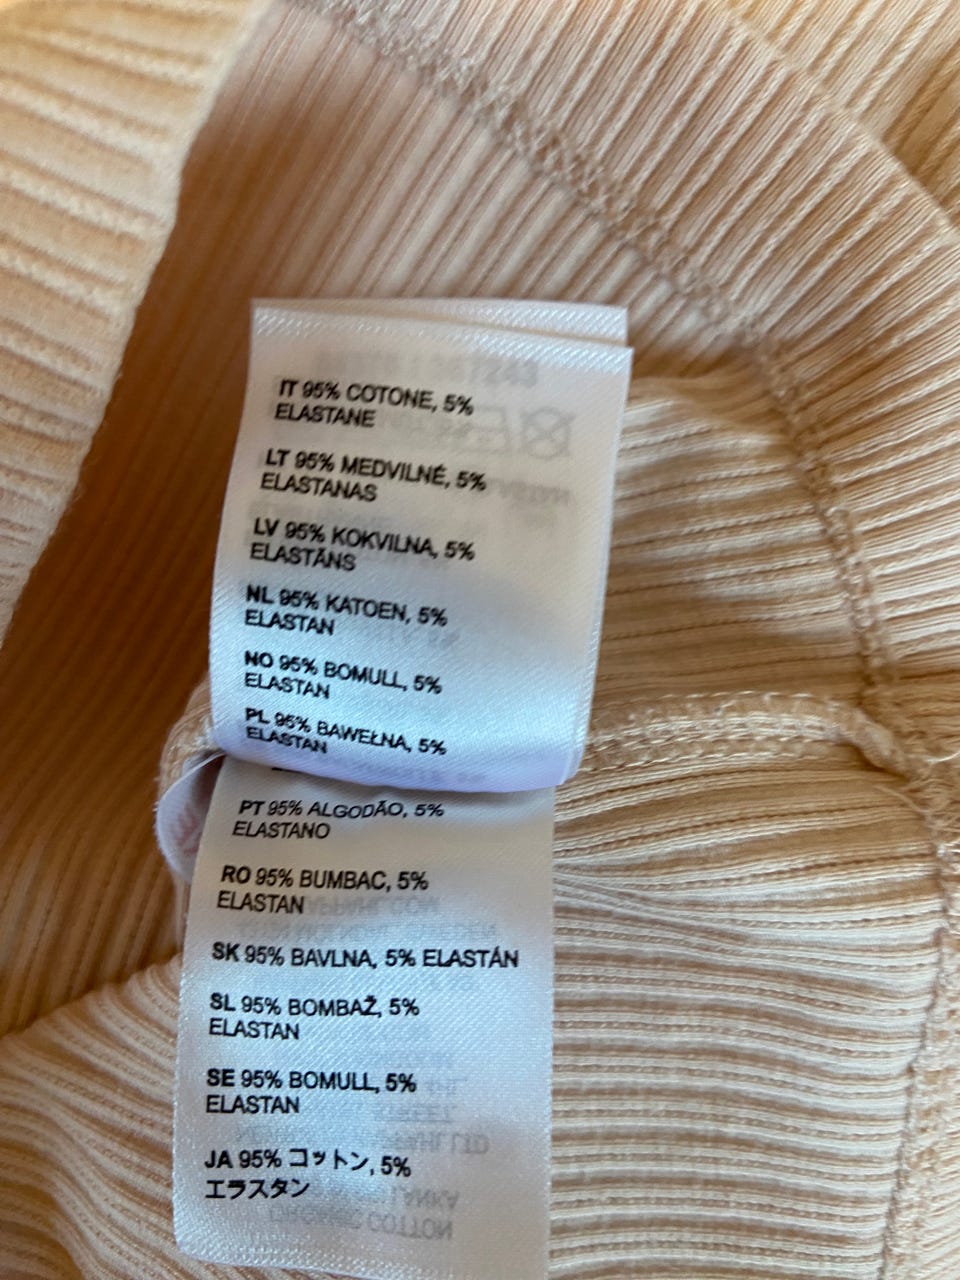 IT 95% COTONE, 5%
ELASTANE
LT 95% MEDVILNĖ, 5%
ELASTANAS
LV 95% KOKVILNA, 5%
ELASTĀNS
NL 95% KATOEN, 5%
ELASTAN
NO 95% BOMULL, 5%
ELASTAN
PL 95% BAWEŁNA, 5%
ELASTAN
PT 95% ALGODÃO, 5%
ELASTANO
RO 95% BUMBAC, 5%
ELASTAN
SK 95% BAVLNA, 5% ELASTÁN
SL 95% BOMBAŽ, 5%
ELASTAN
SE 95% BOMULL, 5%
ELASTAN
JA 95% コットン, 5%
エラスタン